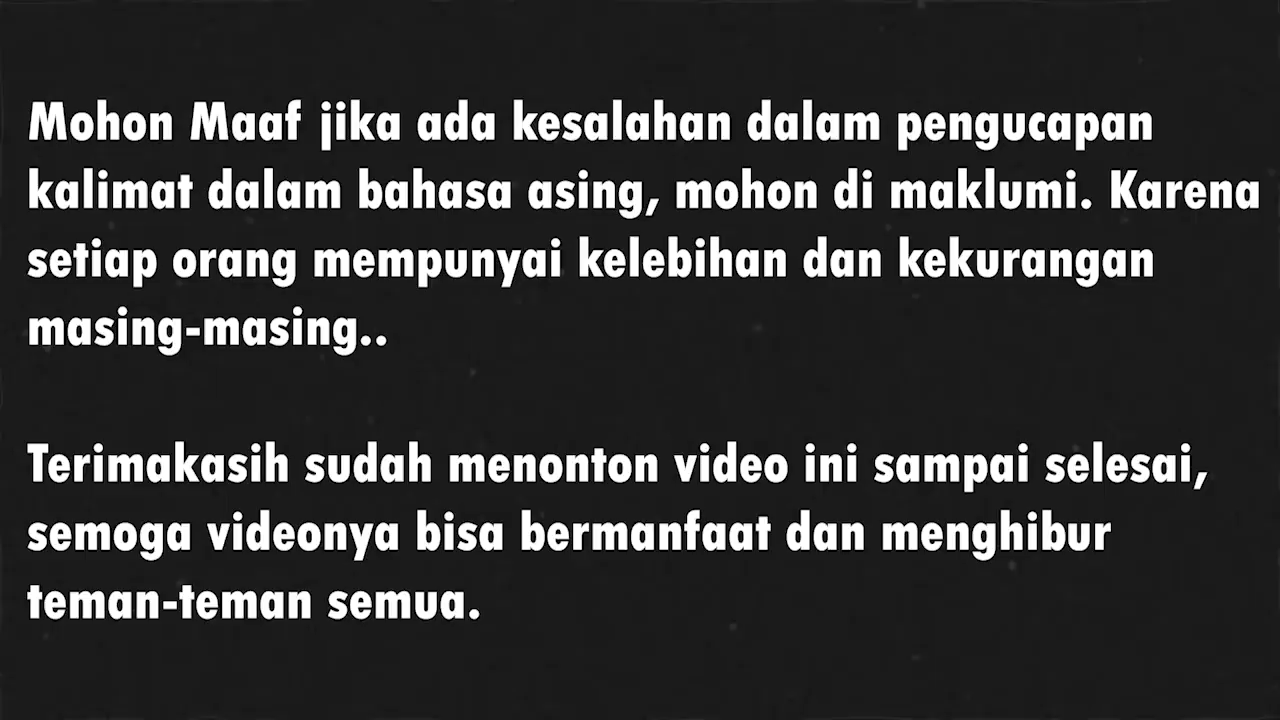 Mohon Maaf jika ada kesalahan dalam pengucapan
kalimat dalam bahasa asing, mohon di maklumi. Karena
setiap orang mempunyai kelebihan dan kekurangan
masing-masing..
Terimakasih sudah menonton video ini sampai selesai,
semoga videonya bisa bermanfaat dan menghibur
teman-teman semua.